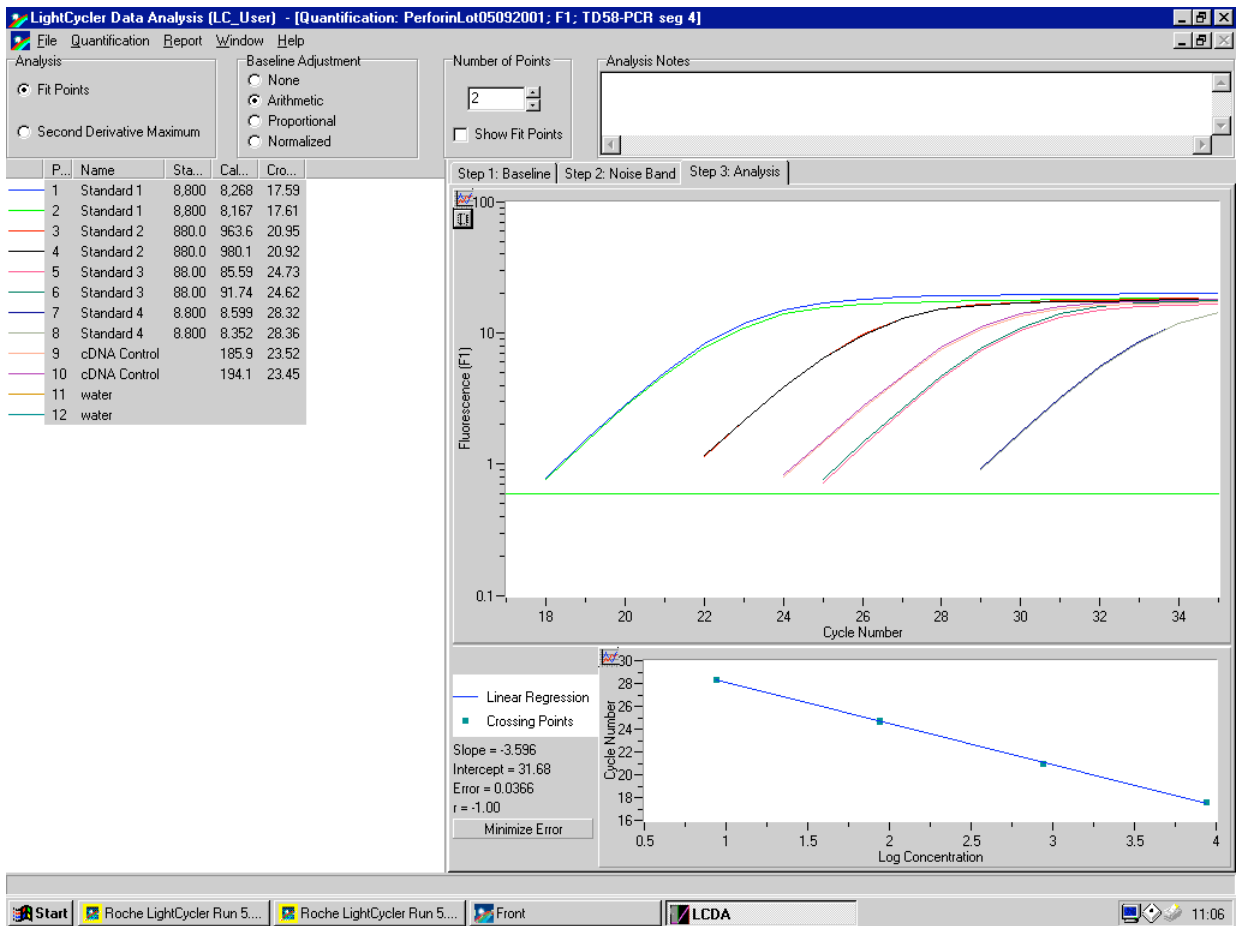 LightCycler Data Analysis (LC_User) - [Quantification: PerforinLot05092001; F1; TD58-PCR seg 4]
File Quantification Report Window Help
Analysis
Fit Points
Second Derivative Maximum
Baseline Adjustment
None
Arithmetic
Proportional
Normalized
Number of Points
2
Show Fit Points
Analysis Notes
P... Name Sta... Cal... Cro...
1 Standard 1 8,800 8,268 17.59
2 Standard 1 8,800 8,167 17.61
3 Standard 2 880.0 963.6 20.95
4 Standard 2 880.0 980.1 20.92
5 Standard 3 88.00 85.59 24.73
6 Standard 3 88.00 91.74 24.62
7 Standard 4 8.800 8.599 28.32
8 Standard 4 8.800 8.352 28.36
9 cDNA Control 185.9 23.52
10 cDNA Control 194.1 23.45
11 water
12 water
Step 1: Baseline Step 2: Noise Band Step 3: Analysis
100
10
1
0.1
Fluorescence (F1)
18 20 22 24 26 28 30 32 34
Cycle Number
Linear Regression
Crossing Points
Slope = -3.596
Intercept = 31.68
Error = 0.0366
r = -1.00
Minimize Error
30
28
26
24
22
20
18
16
Cycle Number
0.5 1 1.5 2 2.5 3 3.5 4
Log Concentration
Start Roche LightCycler Run 5.... Roche LightCycler Run 5.... Front LCDA 11:06